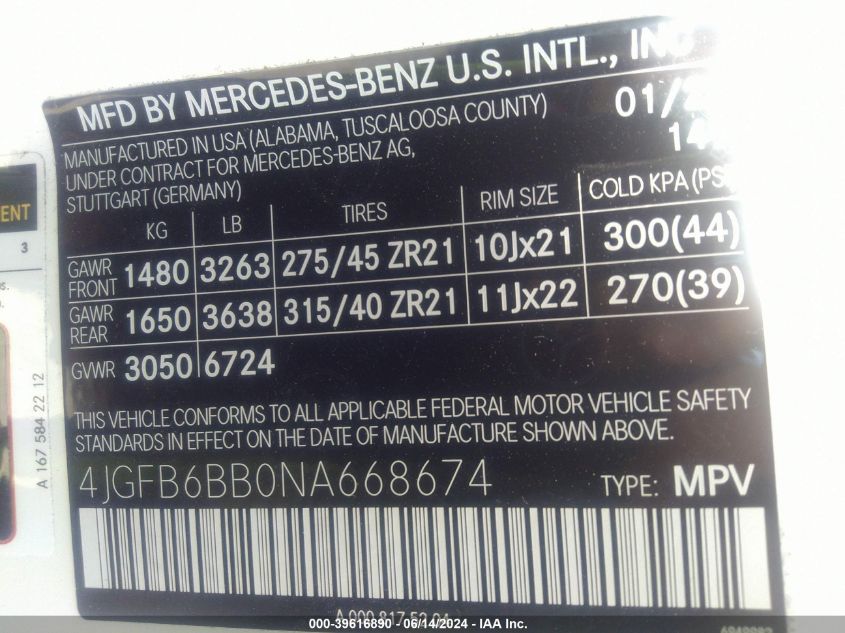 MFD BY MERCEDES-BENZ U.S. INTL., INC
01/2
MANUFACTURED IN USA (ALABAMA, TUSCALOOSA COUNTY)
UNDER CONTRACT FOR MERCEDES-BENZ AG,
STUTTGART (GERMANY)
KG LB TIRES RIM SIZE COLD KPA (PS
GAWR FRONT 1480 3263 275/45 ZR21 10Jx21 300(44)
GAWR REAR 1650 3638 315/40 ZR21 11Jx22 270(39)
GVWR 3050 6724
THIS VEHICLE CONFORMS TO ALL APPLICABLE FEDERAL MOTOR VEHICLE SAFETY
STANDARDS IN EFFECT ON THE DATE OF MANUFACTURE SHOWN ABOVE.
4JGFB6BB0NA668674 TYPE: MPV
A 167 584 22 12
3
000-39616890 - 06/14/2024 - IAA Inc.